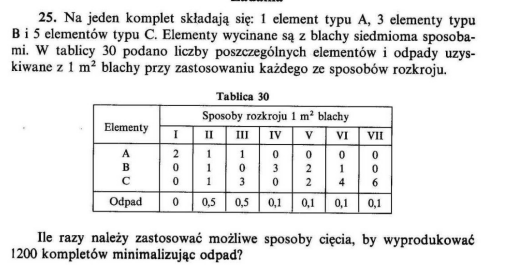 25. Na jeden komplet składają się: 1 element typu A, 3 elementy typu
B i 5 elementów typu C. Elementy wycinane są z blachy siedmioma sposoba-
mi. W tablicy 30 podano liczby poszczególnych elementów i odpady uzys-
kiwane z 1 m² blachy przy zastosowaniu każdego ze sposobów rozkroju.
Tablica 30
Elementy Sposoby rozkroju 1 m² blachy
I II III IV V VI VII
A 2 1 1 0 0 0 0
B 0 1 0 3 2 1 0
C 0 1 3 0 2 4 6
Odpad 0 0,5 0,5 0,1 0,1 0,1 0,1
Ile razy należy zastosować możliwe sposoby cięcia, by wyprodukować
1200 kompletów minimalizując odpad?